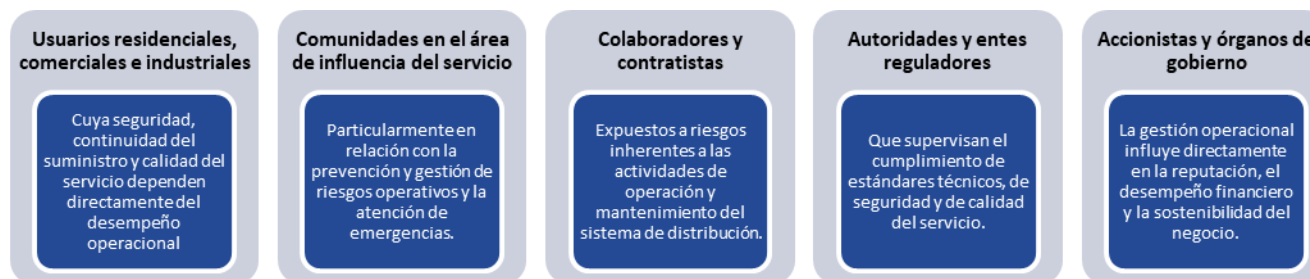 Usuarios residenciales,
comerciales e industriales
Cuya seguridad,
continuidad del
suministro y calidad del
servicio dependen
directamente del
desempeño
operacional
Comunidades en el área
de influencia del servicio
Particularmente en
relación con la
prevención y gestión de
riesgos operativos y la
atención de
emergencias.
Colaboradores y
contratistas
Expuestos a riesgos
inherentes a las
actividades de
operación y
mantenimiento del
sistema de distribución.
Autoridades y entes
reguladores
Que supervisan el
cumplimiento de
estándares técnicos, de
seguridad y de calidad
del servicio.
Accionistas y órganos de
gobierno
La gestión operacional
influye directamente
en la reputación, el
desempeño financiero
y la sostenibilidad del
negocio.